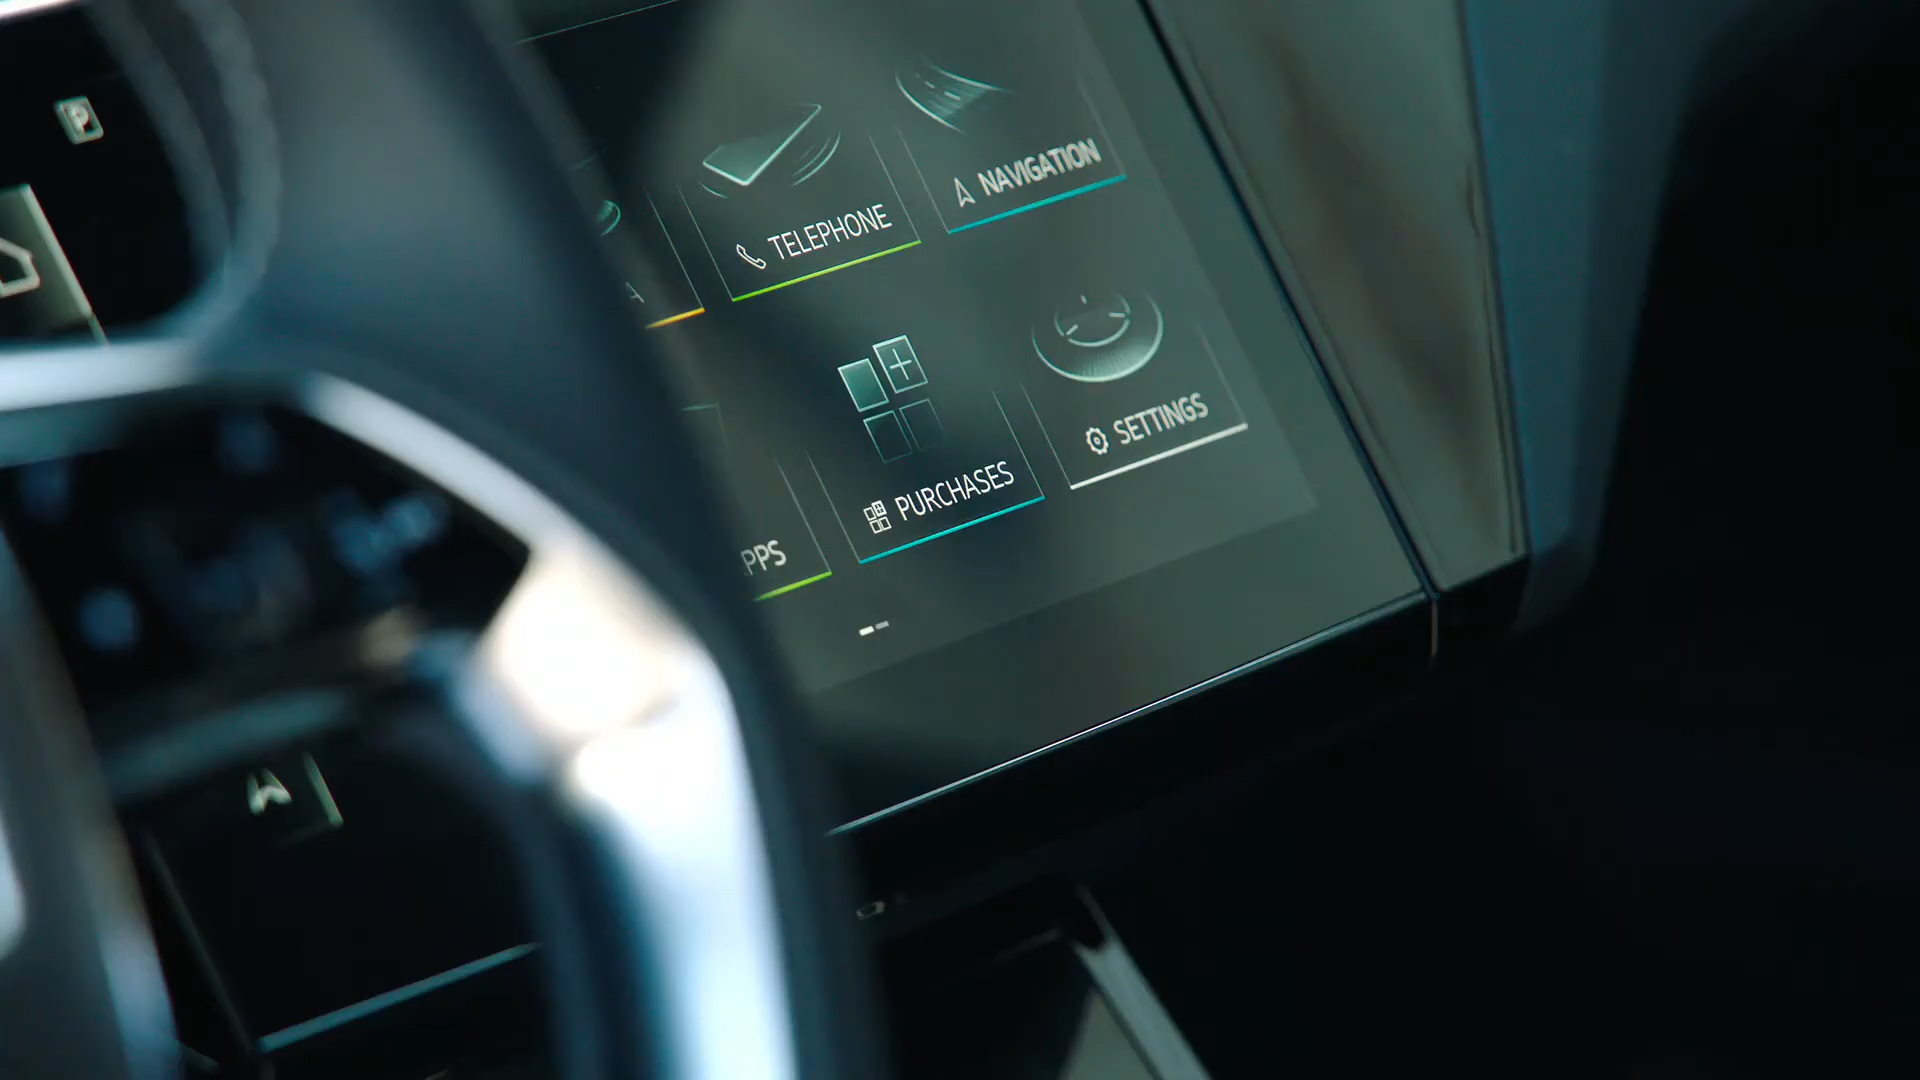 P
TELEPHONE
NAVIGATION
A
PPS
PURCHASES
SETTINGS